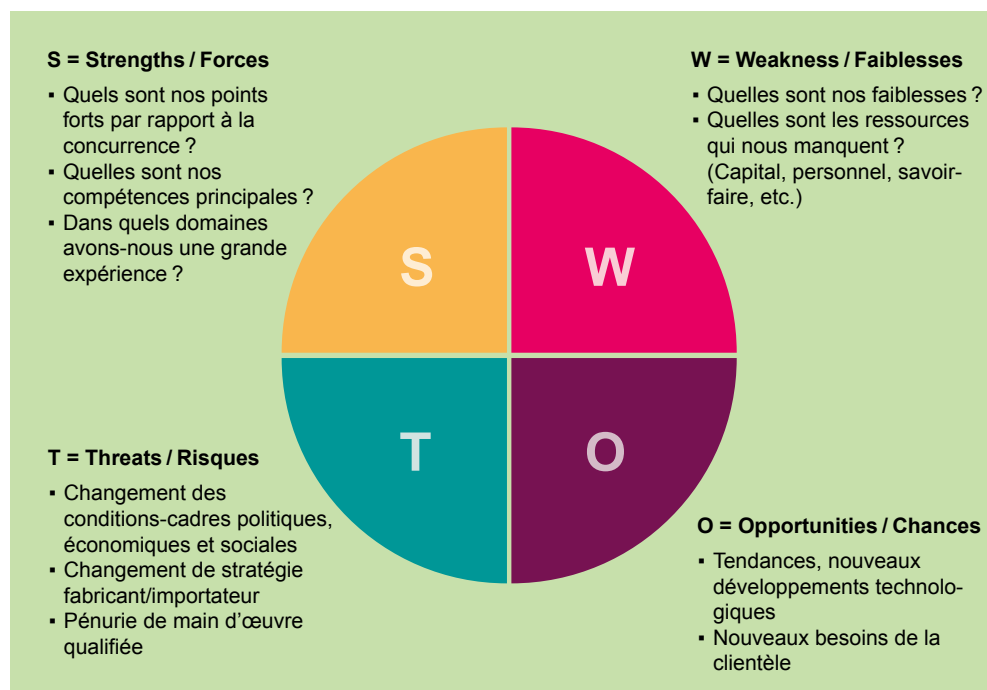 S = Strengths / Forces
▪ Quels sont nos points
forts par rapport à la
concurrence ?
▪ Quelles sont nos
compétences principales ?
▪ Dans quels domaines
avons-nous une grande
expérience ?
W = Weakness / Faiblesses
▪ Quelles sont nos faiblesses ?
▪ Quelles sont les ressources
qui nous manquent ?
(Capital, personnel, savoir-
faire, etc.)
S
W
T
O
T = Threats / Risques
▪ Changement des
conditions-cadres politiques,
économiques et sociales
▪ Changement de stratégie
fabricant/importateur
▪ Pénurie de main d’œuvre
qualifiée
O = Opportunities / Chances
▪ Tendances, nouveaux
développements technolo-
giques
▪ Nouveaux besoins de la
clientèle